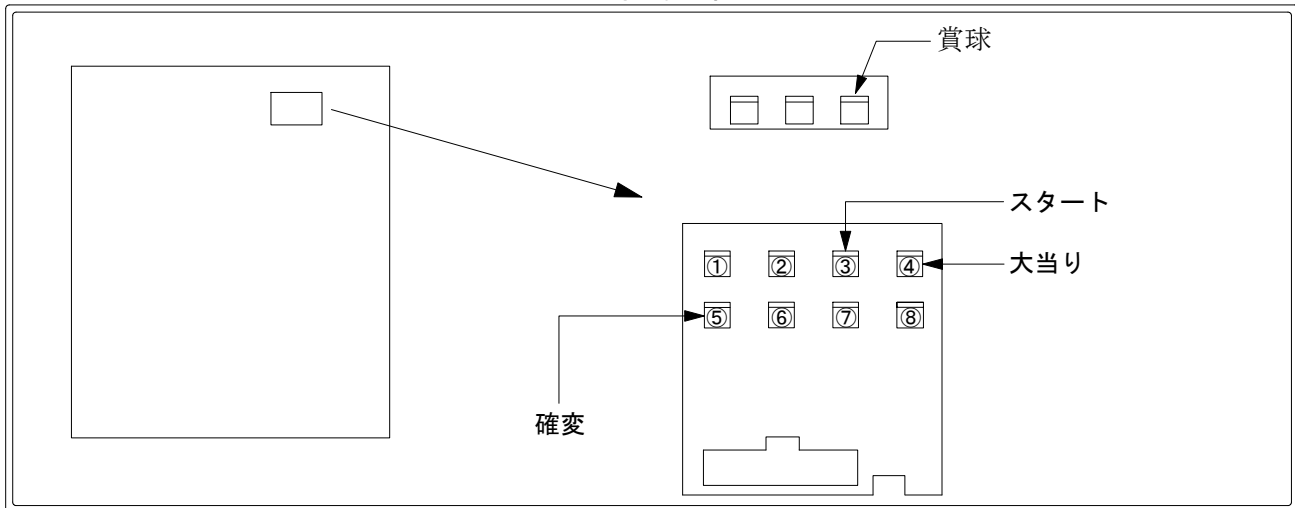 賞球
スタート
① ② ③ ④
大当り
⑤ ⑥ ⑦ ⑧
確変